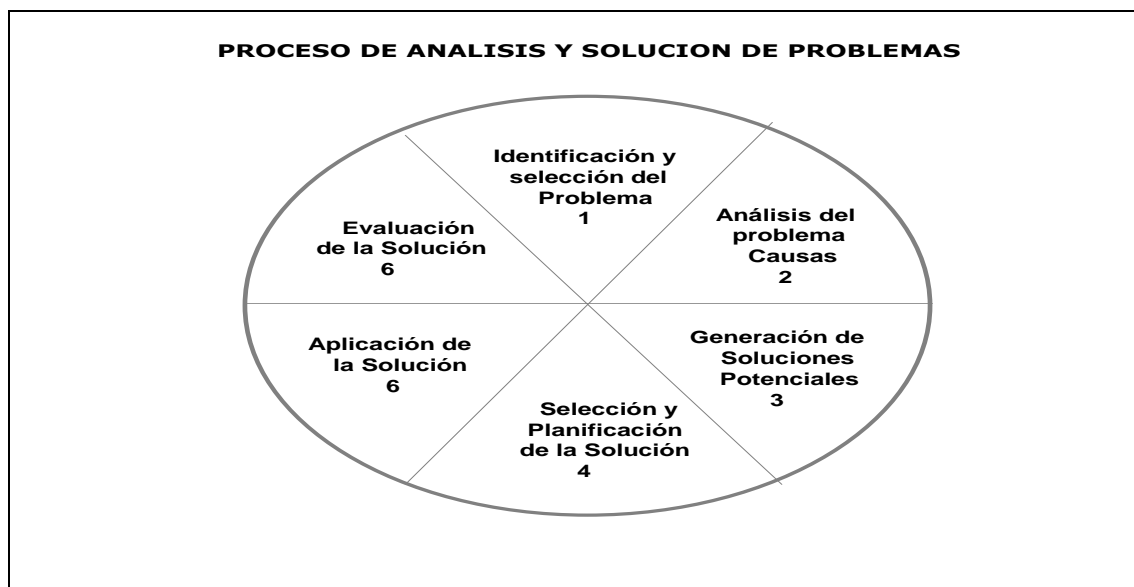 PROCESO DE ANALISIS Y SOLUCION DE PROBLEMAS
Identificación y
selección del
Problema
1
Análisis del
problema
Causas
2
Generación de
Soluciones
Potenciales
3
Selección y
Planificación
de la Solución
4
Aplicación de
la Solución
6
Evaluación
de la Solución
6